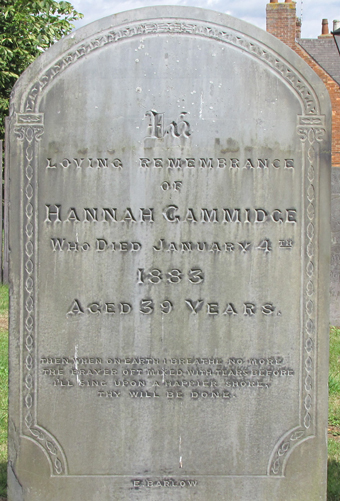 In
LOVING REMEMBRANCE
OF
HANNAH GAMMIDGE
WHO DIED JANUARY 4TH
1883
AGED 39 YEARS.
THEN WHEN ON EARTH I BREATHE NO MORE
THE PRAYER OFT MIXED WITH TEARS BEFORE
I'LL SING UPON A HAPPIER SHORE,
THY WILL BE DONE.
E. BARLOW